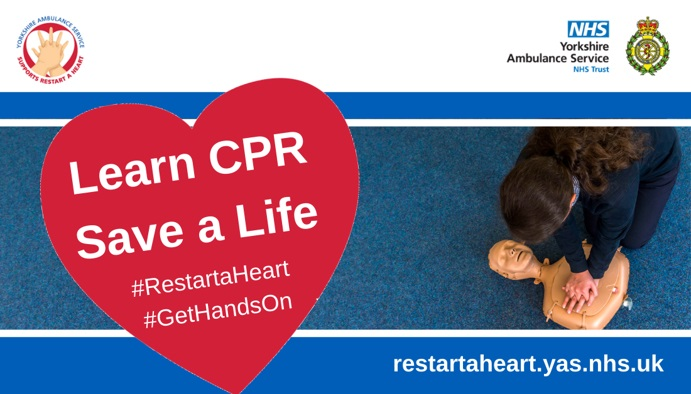 YORKSHIRE AMBULANCE SERVICE
SUPPORTS RESTART A HEART
NHS
Yorkshire
Ambulance Service
NHS Trust
Learn CPR
Save a Life
#RestartaHeart
#GetHandsOn
restartaheart.yas.nhs.uk